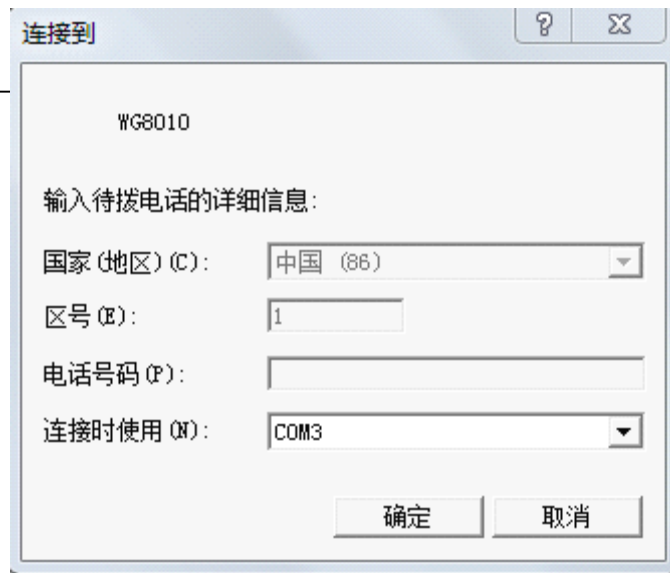 连接到
WG8010
输入待拨电话的详细信息:
国家(地区)(C): 中国 (86)
区号(E): 1
电话号码(P):
连接时使用(N): COM3
确定 取消